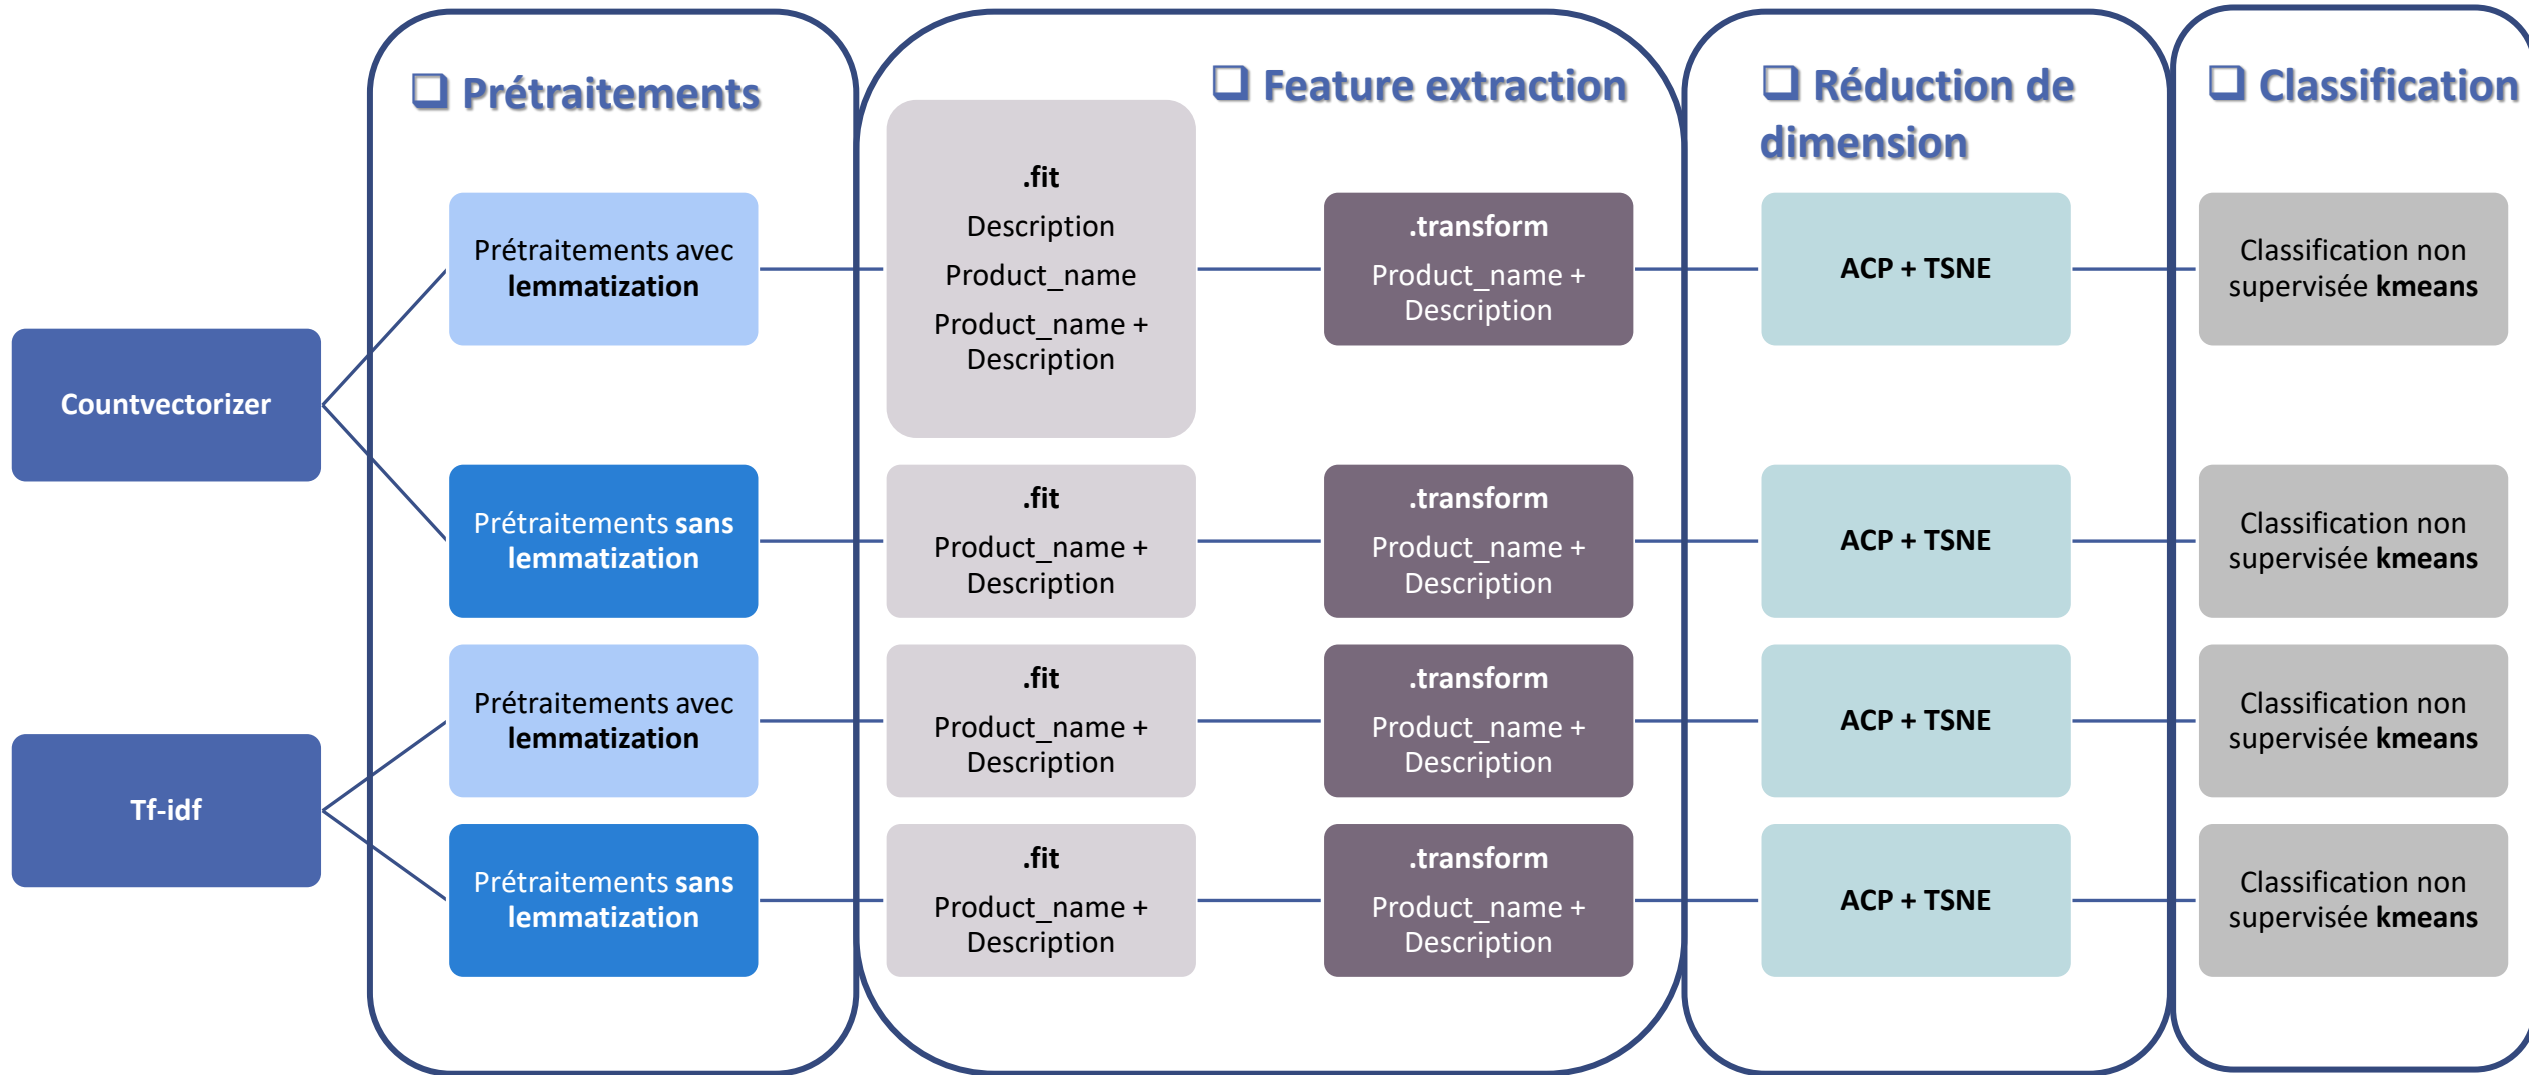 ❑ Prétraitements
❑ Feature extraction
❑ Réduction de
dimension
❑ Classification
Countvectorizer
Prétraitements avec
lemmatization
.fit
Description
Product_name
Product_name +
Description
.transform
Product_name +
Description
ACP + TSNE
Classification non
supervisée kmeans
Prétraitements sans
lemmatization
.fit
Product_name +
Description
.transform
Product_name +
Description
ACP + TSNE
Classification non
supervisée kmeans
Tf-idf
Prétraitements avec
lemmatization
.fit
Product_name +
Description
.transform
Product_name +
Description
ACP + TSNE
Classification non
supervisée kmeans
Prétraitements sans
lemmatization
.fit
Product_name +
Description
.transform
Product_name +
Description
ACP + TSNE
Classification non
supervisée kmeans